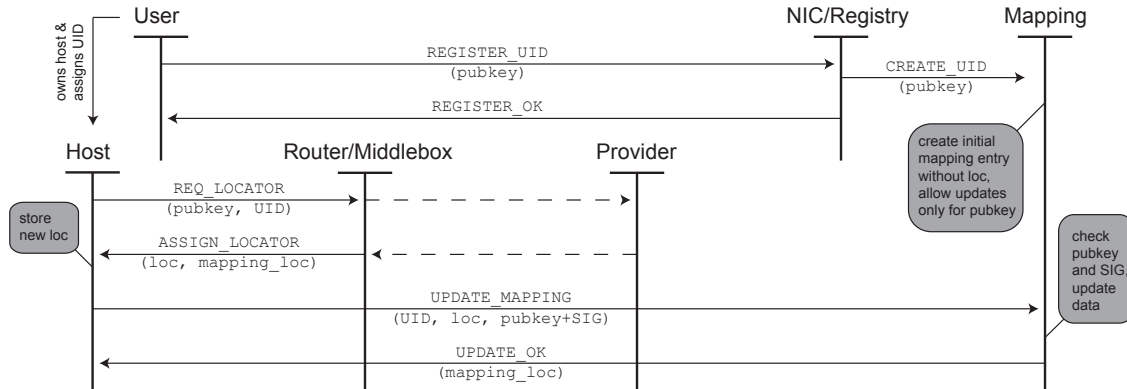 User
NIC/Registry
Mapping
owns host &
assigns UID
REGISTER_UID
(pubkey)
CREATE_UID
(pubkey)
REGISTER_OK
create initial
mapping entry
without loc,
allow updates
only for pubkey
Host
Router/Middlebox
Provider
REQ_LOCATOR
(pubkey, UID)
store
new loc
ASSIGN_LOCATOR
(loc, mapping_loc)
check
pubkey
and SIG,
update
data
UPDATE_MAPPING
(UID, loc, pubkey+SIG)
UPDATE_OK
(mapping_loc)